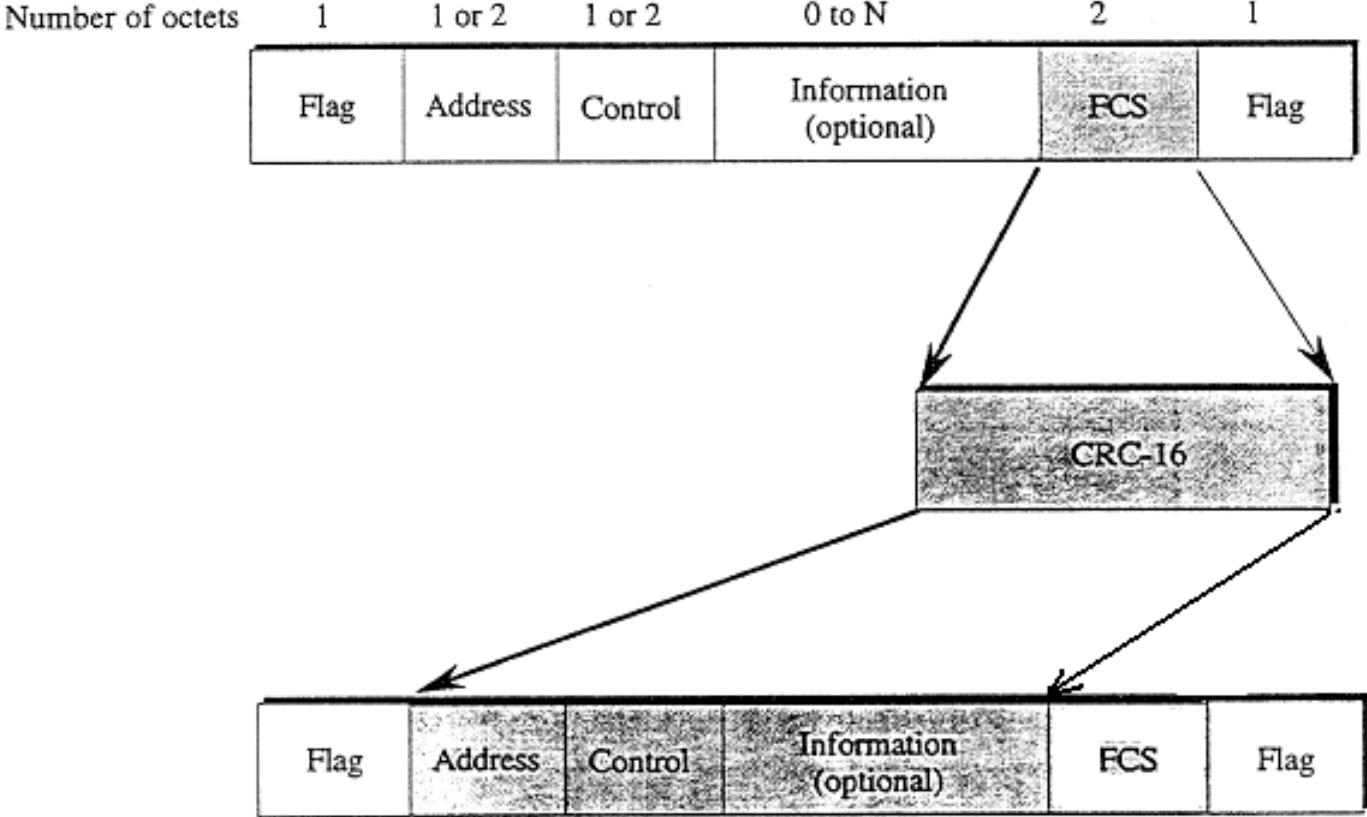 Number of octets 1 1 or 2 1 or 2 0 to N 2 1
Flag Address Control Information (optional) FCS Flag
CRC-16
Flag Address Control Information (optional) FCS Flag